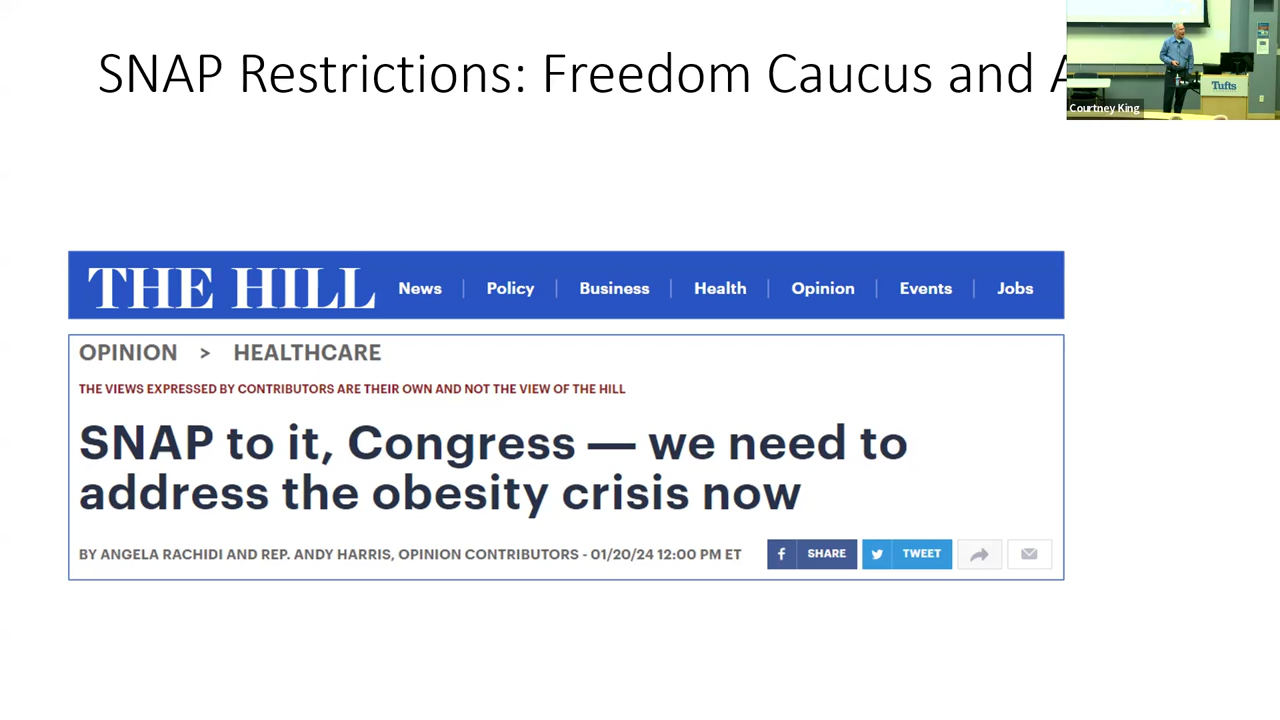 SNAP Restrictions: Freedom Caucus and
Tufts
Courtney King
THE HILL News Policy Business Health Opinion Events Jobs
OPINION > HEALTHCARE
THE VIEWS EXPRESSED BY CONTRIBUTORS ARE THEIR OWN AND NOT THE VIEW OF THE HILL
SNAP to it, Congress — we need to
address the obesity crisis now
BY ANGELA RACHIDI AND REP. ANDY HARRIS, OPINION CONTRIBUTORS - 01/20/24 12:00 PM ET SHARE TWEET